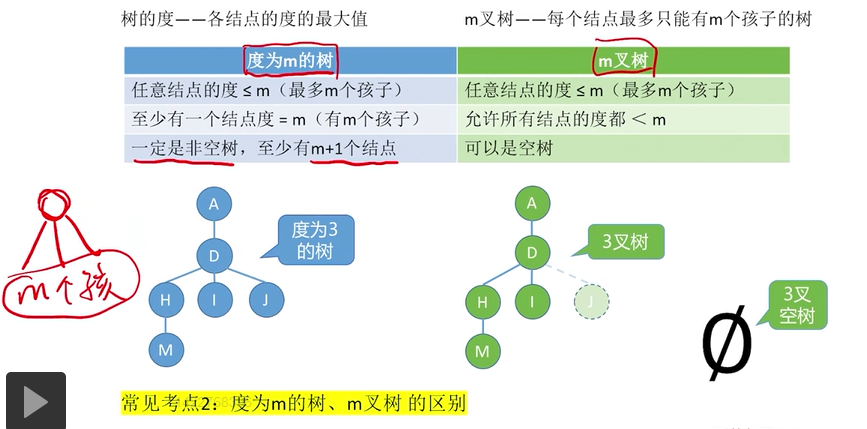 树的度——各结点的度的最大值
m叉树——每个结点最多只能有m个孩子的树
度为m的树
m叉树
任意结点的度 ≤ m（最多m个孩子）
任意结点的度 ≤ m（最多m个孩子）
至少有一个结点度 = m（有m个孩子）
允许所有结点的度都 < m
一定是非空树，至少有m+1个结点
可以是空树
A
D
H
I
J
M
度为3
的树
m个孩
A
D
H
I
J
M
3叉树
Ø
3叉
空树
常见考点2：度为m的树、m叉树 的区别